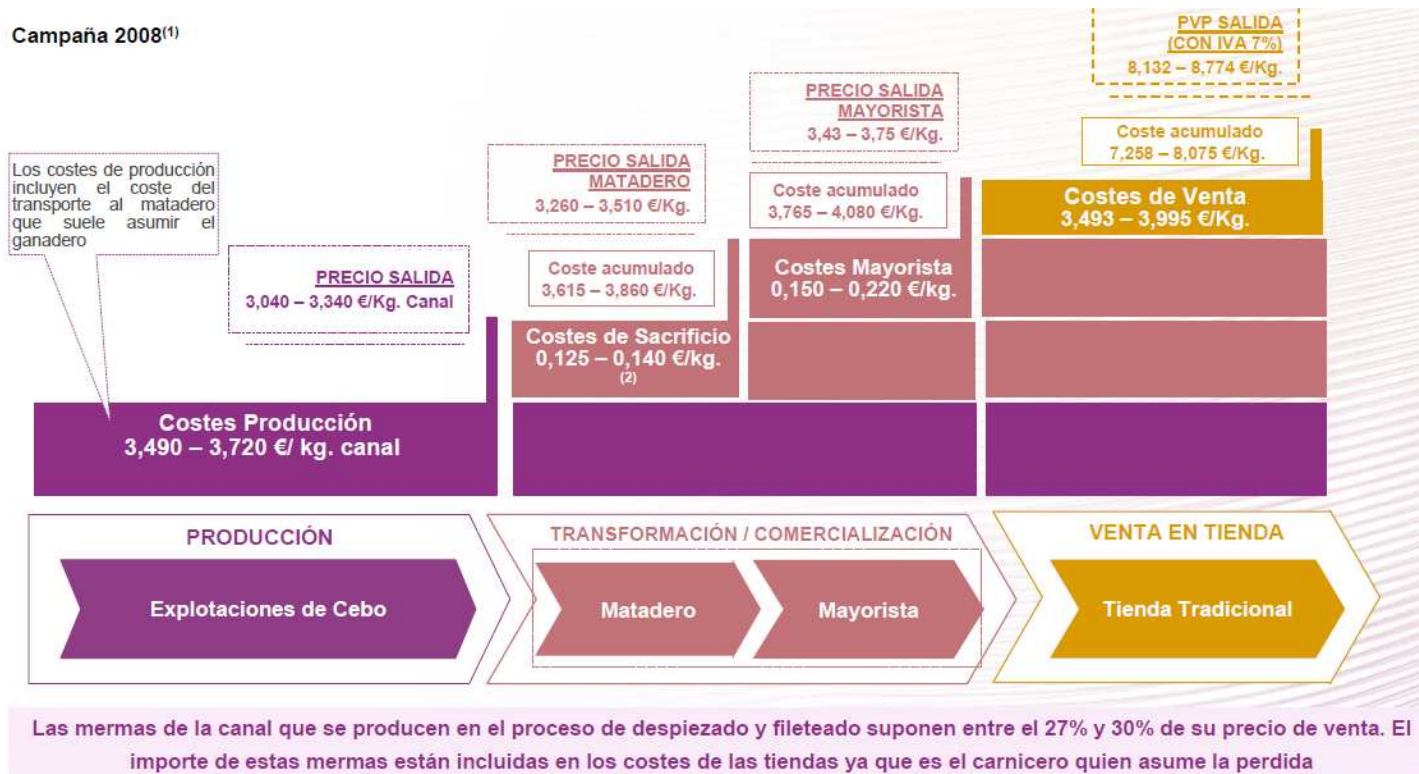 Campaña 2008(1)
PVP SALIDA
(CON IVA 7%)
8,132 – 8,774 €/Kg.
PRECIO SALIDA
MAYORISTA
3,43 – 3,75 €/Kg.
Coste acumulado
7,258 – 8,075 €/Kg.
Los costes de producción
incluyen el coste del
transporte al matadero
que suele asumir el
ganadero
PRECIO SALIDA
MATADERO
3,260 – 3,510 €/Kg.
Coste acumulado
3,765 – 4,080 €/Kg.
Costes de Venta
3,493 – 3,995 €/Kg.
PRECIO SALIDA
3,040 – 3,340 €/Kg. Canal
Coste acumulado
3,615 – 3,860 €/Kg.
Costes Mayorista
0,150 – 0,220 €/kg.
Costes de Sacrificio
0,125 – 0,140 €/kg.
(2)
Costes Producción
3,490 – 3,720 €/ kg. canal
PRODUCCIÓN
TRANSFORMACIÓN / COMERCIALIZACIÓN
VENTA EN TIENDA
Explotaciones de Cebo
Matadero
Mayorista
Tienda Tradicional
Las mermas de la canal que se producen en el proceso de despiezado y fileteado suponen entre el 27% y 30% de su precio de venta. El
importe de estas mermas están incluidas en los costes de las tiendas ya que es el carnicero quien asume la perdida